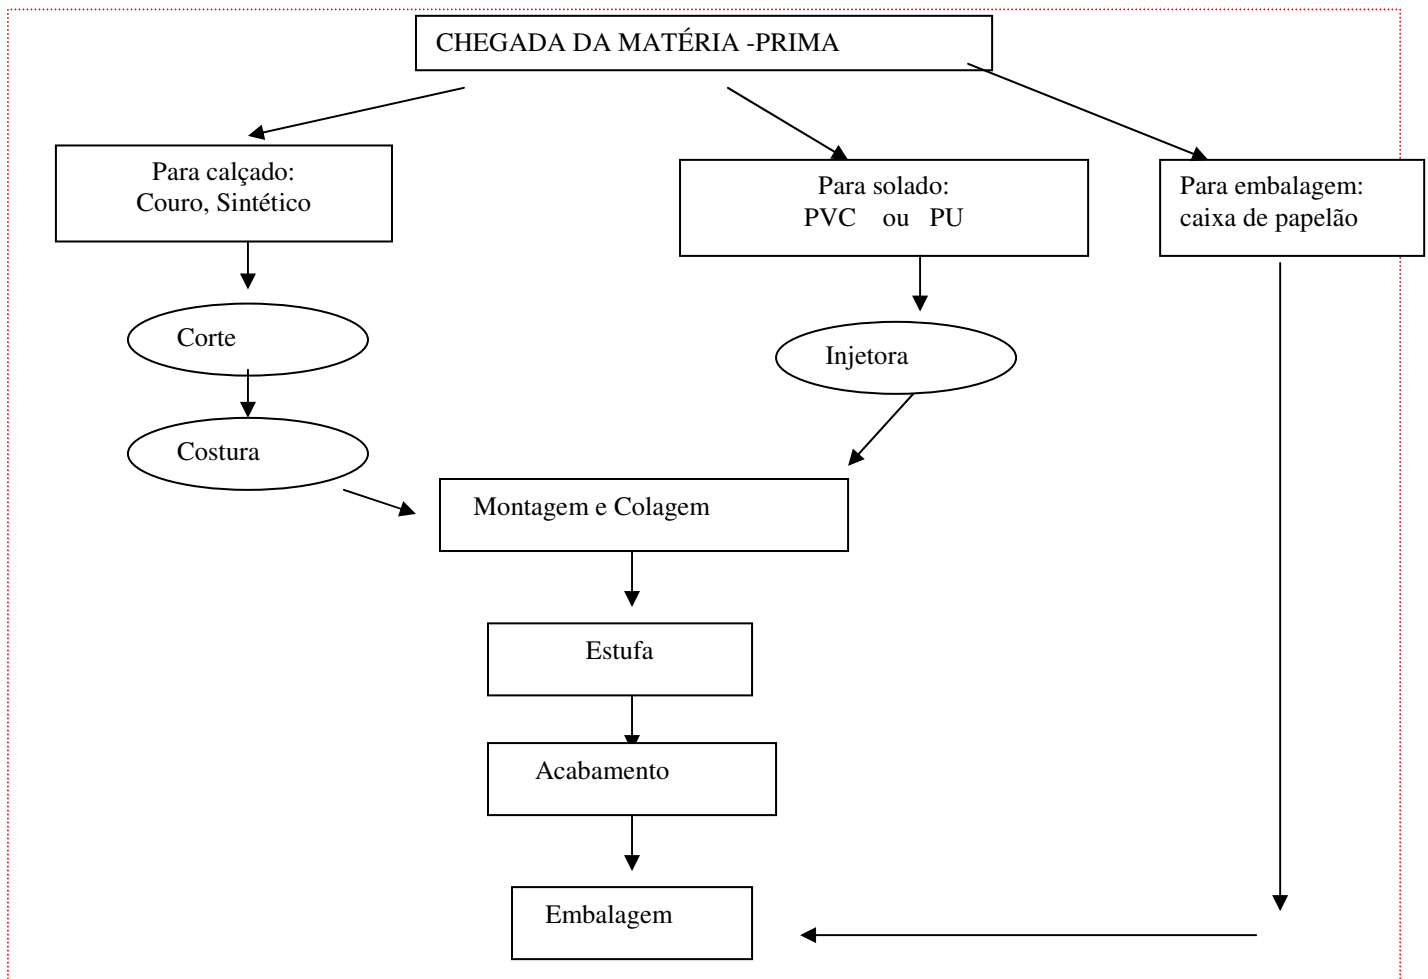 CHEGADA DA MATÉRIA -PRIMA
Para calçado:
Couro, Sintético
Para solado:
PVC ou PU
Para embalagem:
caixa de papelão
Corte
Injetora
Costura
Montagem e Colagem
Estufa
Acabamento
Embalagem